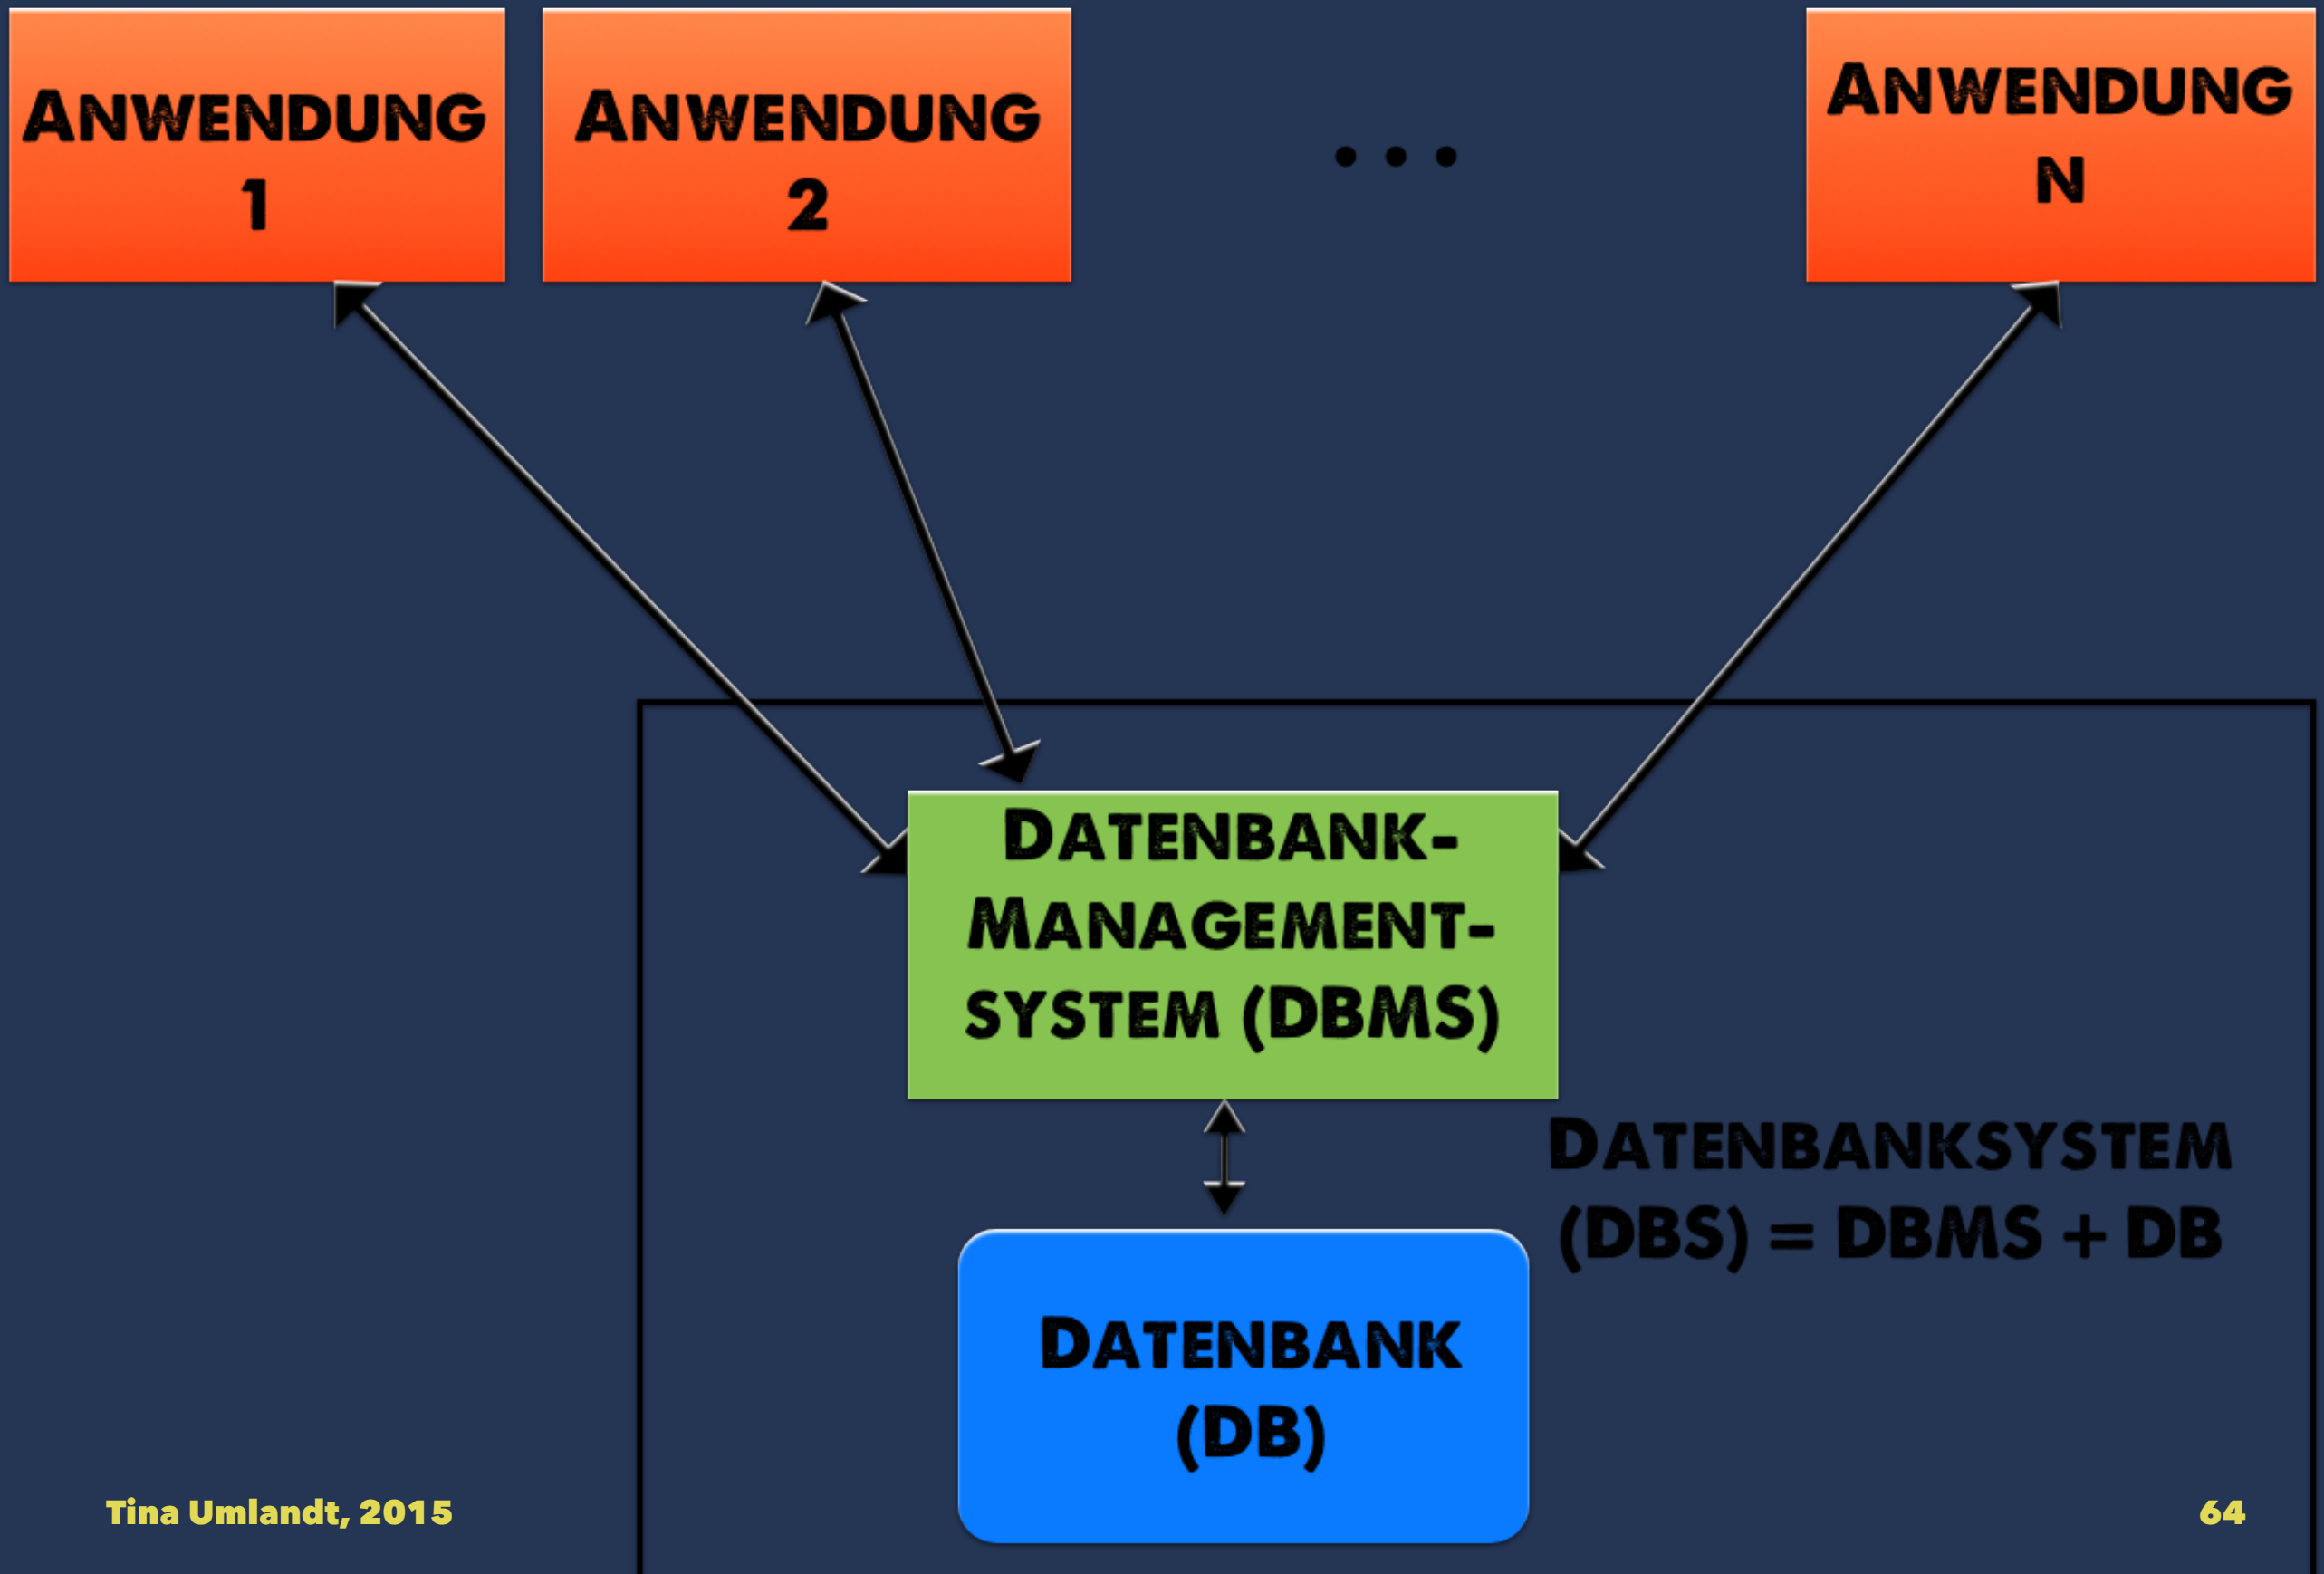 Anwendung
1
Anwendung
2
...
Anwendung
N
Datenbank-
Management-
system (DBMS)
Datenbanksystem
(DBS) = DBMS + DB
Datenbank
(DB)
Tina Umlandt, 2015
64